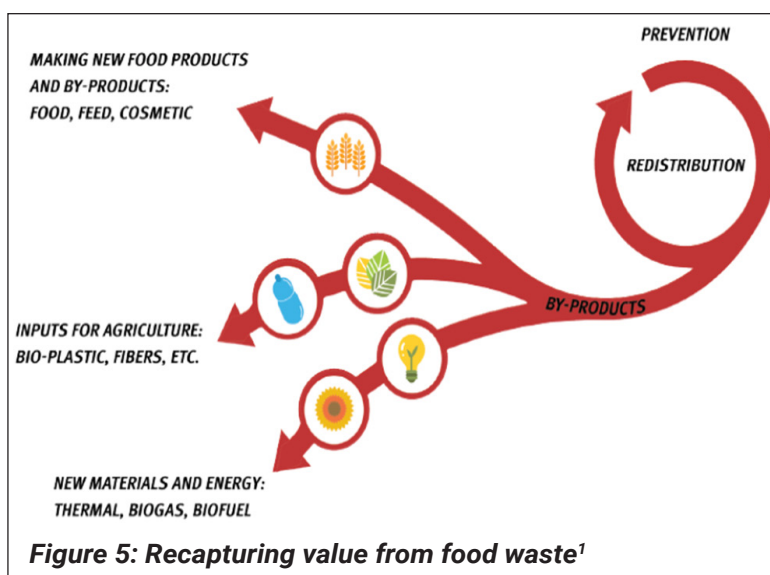 PREVENTION
MAKING NEW FOOD PRODUCTS
AND BY-PRODUCTS:
FOOD, FEED, COSMETIC
REDISTRIBUTION
BY-PRODUCTS
INPUTS FOR AGRICULTURE:
BIO-PLASTIC, FIBERS, ETC.
NEW MATERIALS AND ENERGY:
THERMAL, BIOGAS, BIOFUEL
Figure 5: Recapturing value from food waste¹